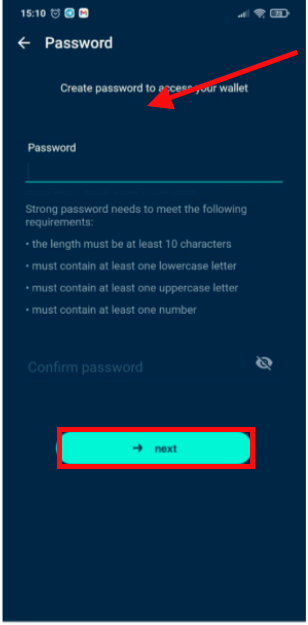 15:10
73
Password
Create password to access your wallet
Password
Strong password needs to meet the following
requirements:
• the length must be at least 10 characters
• must contain at least one lowercase letter
• must contain at least one uppercase letter
• must contain at least one number
Confirm password
→ next